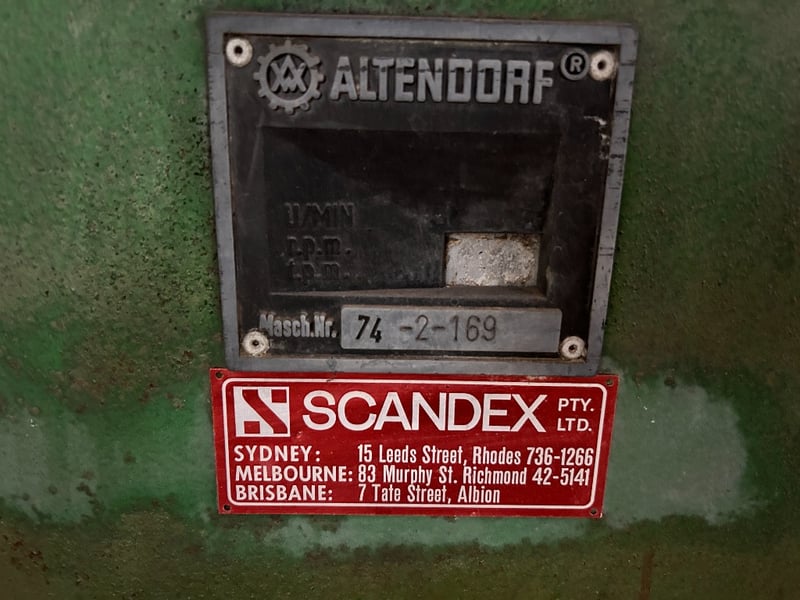 ALTENDORF ®
U/MIN
r.p.m.
t.p.m.
Masch.Nr. 74-2-169
SCANDEX PTY. LTD.
SYDNEY: 15 Leeds Street, Rhodes 736-1266
MELBOURNE: 83 Murphy St. Richmond 42-5141
BRISBANE: 7 Tate Street, Albion